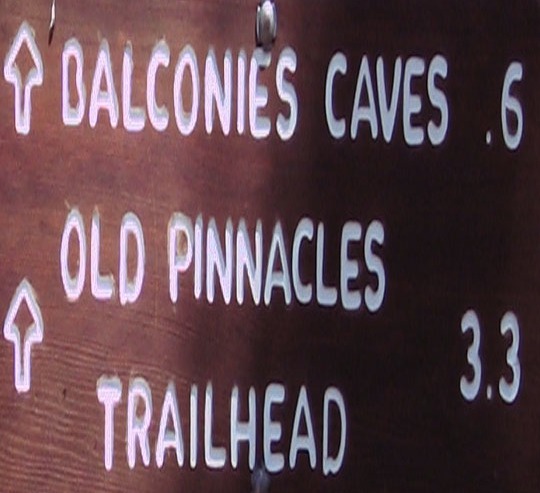 BALCONIES CAVES .6
OLD PINNACLES
TRAILHEAD 3.3